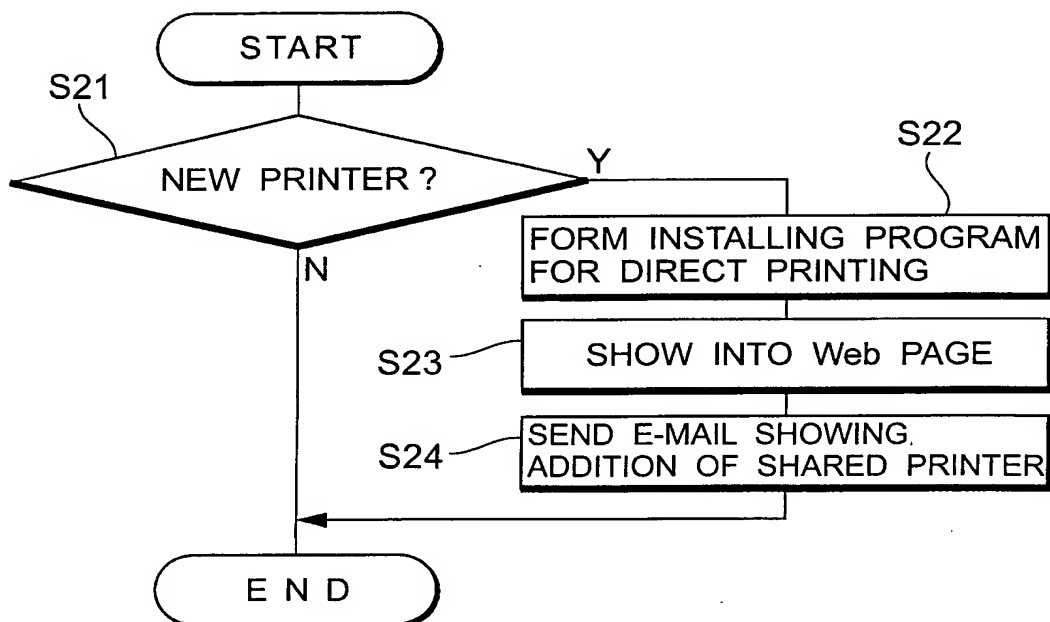 START
S21
NEW PRINTER?
Y
N
S22
FORM INSTALLING PROGRAM
FOR DIRECT PRINTING
S23
SHOW INTO Web PAGE
S24
SEND E-MAIL SHOWING
ADDITION OF SHARED PRINTER
END